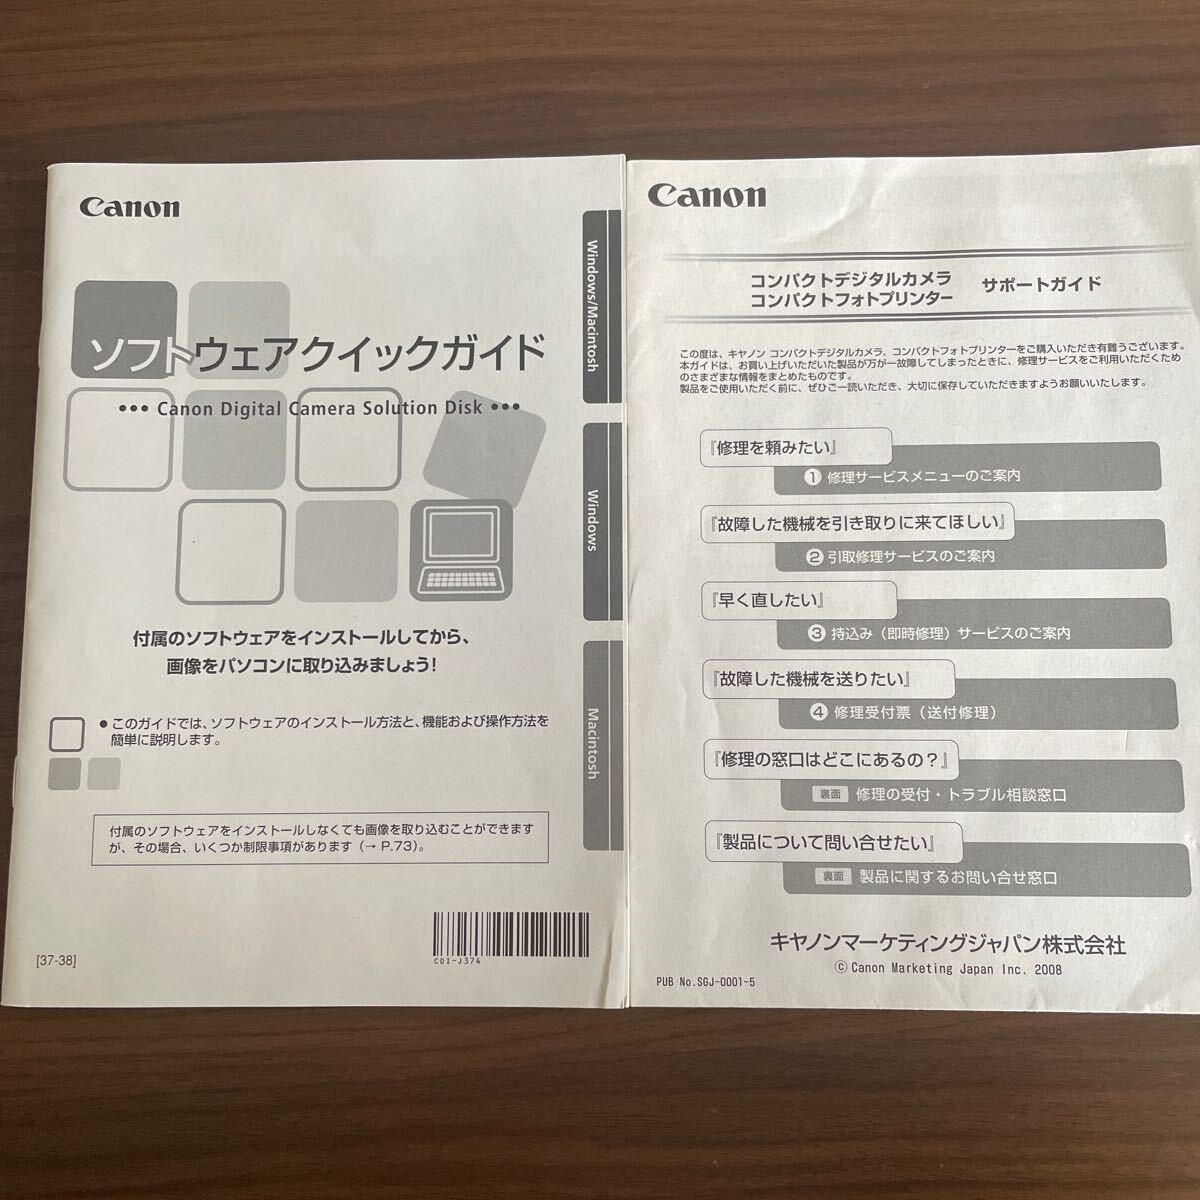 Canon
ソフトウェアクイックガイド
••• Canon Digital Camera Solution Disk •••
付属のソフトウェアをインストールしてから、
画像をパソコンに取り込みましょう!
● このガイドでは、ソフトウェアのインストール方法と、機能および操作方法を
簡単に説明します。
付属のソフトウェアをインストールしなくても画像を取り込むことができます
が、その場合、いくつか制限事項があります（→ P.73）。
[37-38]
CDI-J374
Windows/Macintosh
Windows
Macintosh
Canon
コンパクトデジタルカメラ
コンパクトフォトプリンター
サポートガイド
この度は、キヤノン コンパクトデジタルカメラ、コンパクトフォトプリンターをご購入いただき有難うございます。
本ガイドは、お買い上げいただいた製品が万が一故障してしまったときに、修理サービスをご利用いただくため
のさまざまな情報をまとめたものです。
製品をご使用いただく前に、ぜひご一読いただき、大切に保存していただきますようお願いいたします。
『修理を頼みたい』
❶ 修理サービスメニューのご案内
『故障した機械を引き取りに来てほしい』
❷ 引取修理サービスのご案内
『早く直したい』
❸ 持込み（即時修理）サービスのご案内
『故障した機械を送りたい』
❹ 修理受付票（送付修理）
『修理の窓口はどこにあるの？』
裏面 修理の受付・トラブル相談窓口
『製品について問い合せたい』
裏面 製品に関するお問い合せ窓口
キヤノンマーケティングジャパン株式会社
© Canon Marketing Japan Inc. 2008
PUB No.SGJ-0001-5